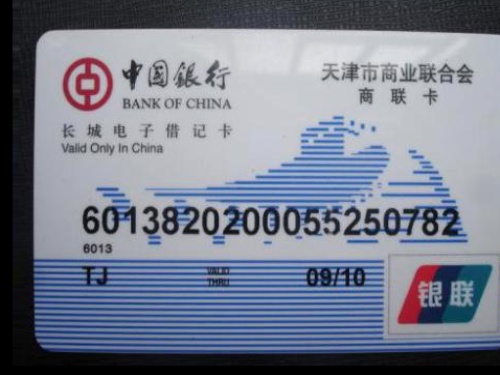 中国银行
BANK OF CHINA
天津市商业联合会
商联卡
长城电子借记卡
Valid Only In China
6013820200055250782
6013
TJ VALID THRU 09/10
银联